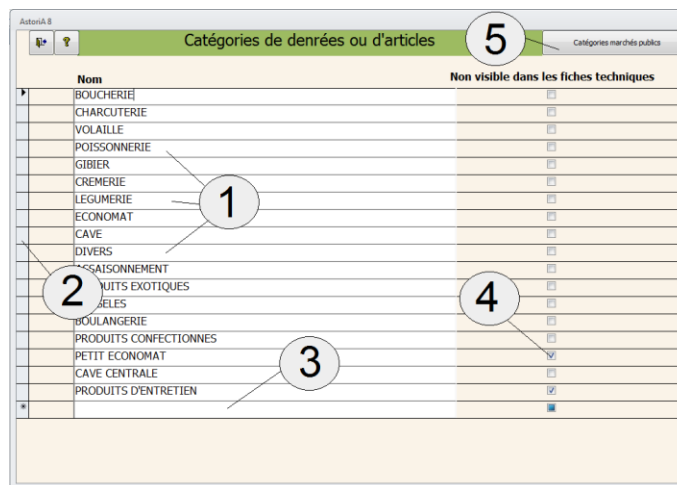 AstoriA 8
?
Catégories de denrées ou d'articles
5
Catégories marchés publics
Nom
Non visible dans les fiches techniques
BOUCHERIE
CHARCUTERIE
VOLAILLE
POISSONNERIE
GIBIER
CREMERIE
LEGUMERIE
1
ECONOMAT
CAVE
DIVERS
ASSAISONNEMENT
2
4
BOULANGERIE
PRODUITS CONFECTIONNES
PETIT ECONOMAT
3
CAVE CENTRALE
PRODUITS D'ENTRETIEN
*